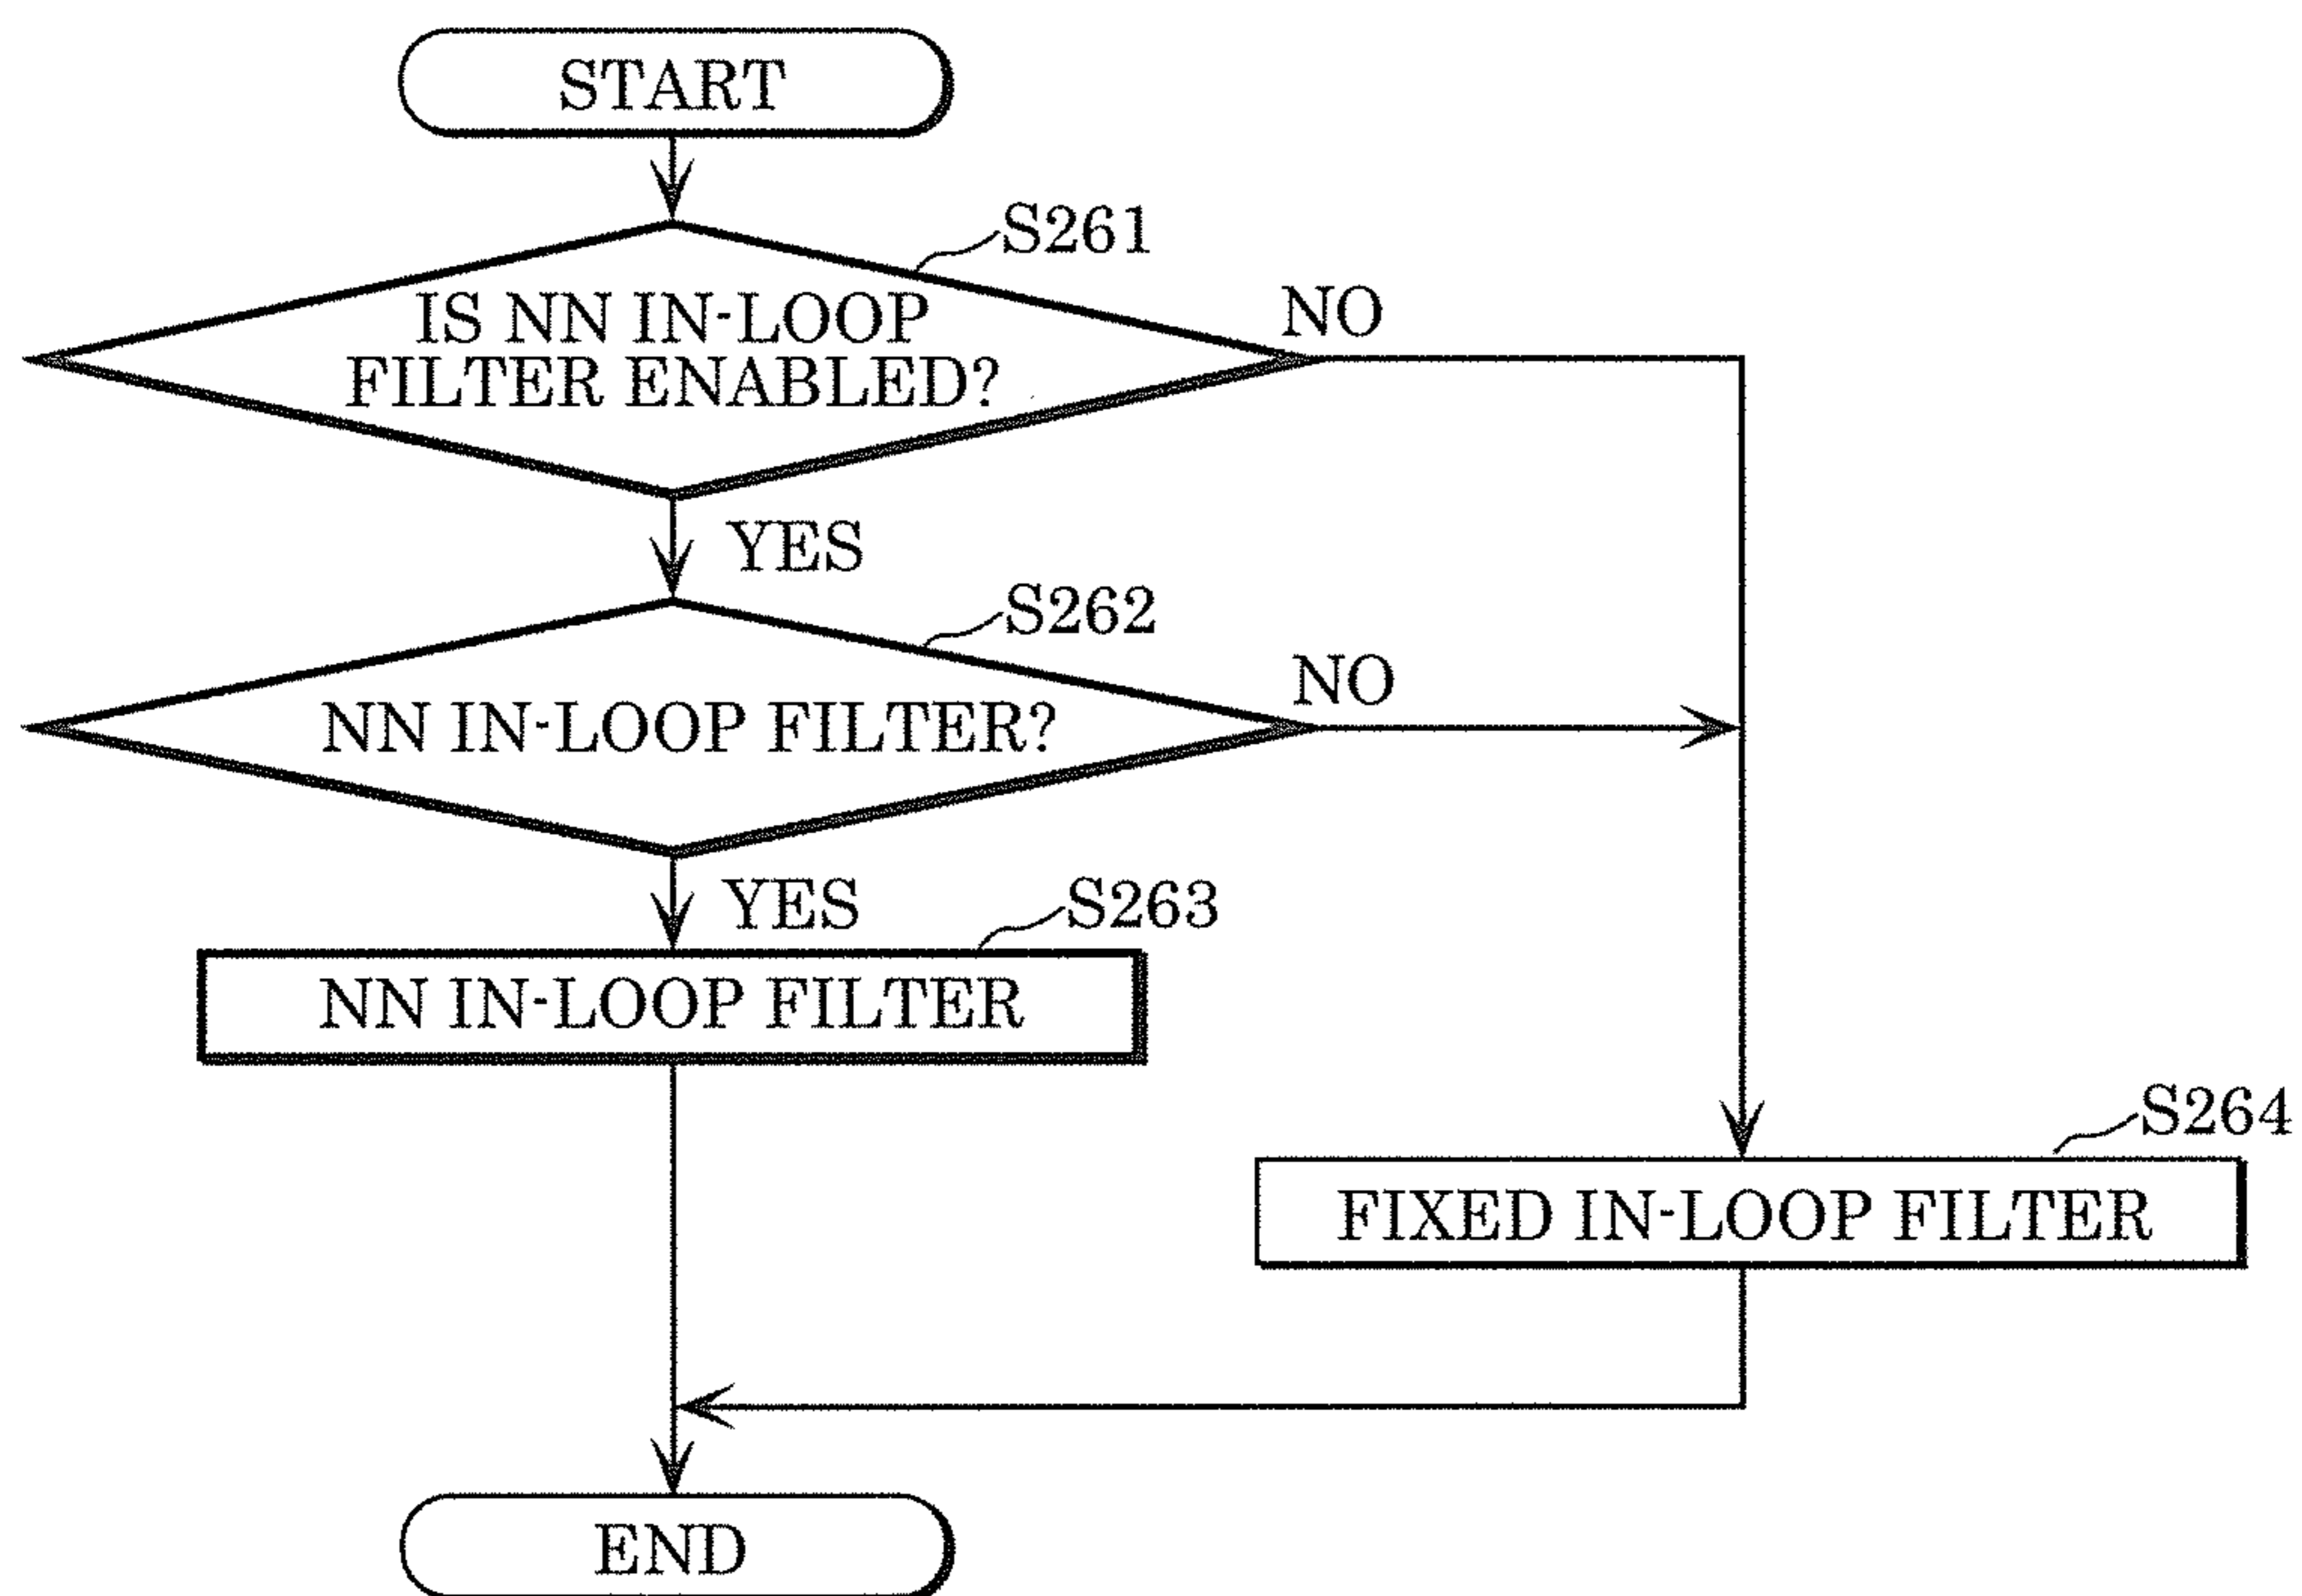 START
S261
IS NN IN-LOOP
FILTER ENABLED?
NO
YES
S262
NN IN-LOOP FILTER?
NO
YES
S263
NN IN-LOOP FILTER
S264
FIXED IN-LOOP FILTER
END